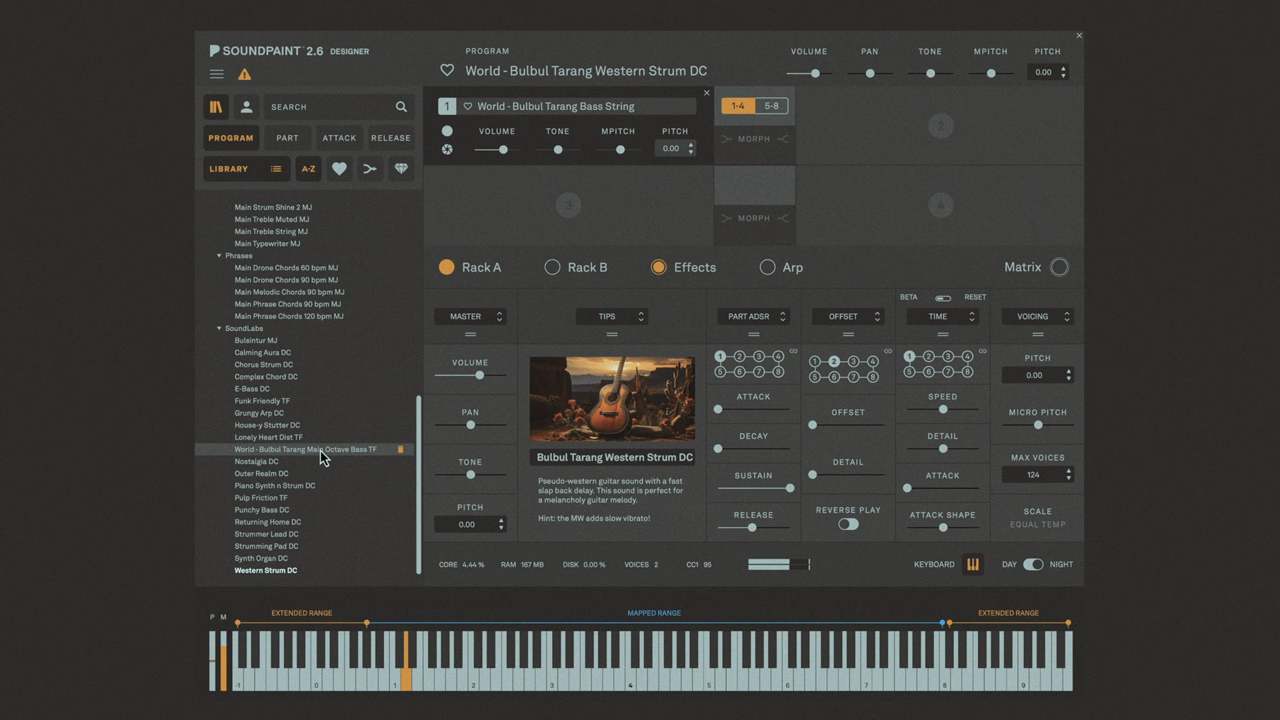 SOUNDPAINT™ 2.6 DESIGNER
PROGRAM
World - Bulbul Tarang Western Strum DC
VOLUME
PAN
TONE
MPITCH
PITCH
0.00
SEARCH
PROGRAM
PART
ATTACK
RELEASE
LIBRARY
A-Z
Main Strum Shine 2 MJ
Main Treble Muted MJ
Main Treble String MJ
Main Typewriter MJ
Phrases
Main Drone Chords 60 bpm MJ
Main Drone Chords 90 bpm MJ
Main Melodic Chords 90 bpm MJ
Main Phrase Chords 90 bpm MJ
Main Phrase Chords 120 bpm MJ
SoundLabs
Bulsintur MJ
Calming Aura DC
Chorus Strum DC
Complex Chord DC
E-Bass DC
Funk Friendly TF
Grungy Arp DC
House-y Stutter DC
Lonely Heart Dist TF
World - Bulbul Tarang Main Octave Bass TF
Nostalgia DC
Outer Realm DC
Piano Synth n Strum DC
Pulp Friction TF
Punchy Bass DC
Returning Home DC
Strummer Lead DC
Strumming Pad DC
Synth Organ DC
Western Strum DC
1
World - Bulbul Tarang Bass String
VOLUME
TONE
MPITCH
PITCH
0.00
1-4
5-8
MORPH
2
3
MORPH
4
Rack A
Rack B
Effects
Arp
Matrix
BETA
RESET
MASTER
TIPS
PART ADSR
OFFSET
TIME
VOICING
VOLUME
PAN
TONE
PITCH
0.00
Bulbul Tarang Western Strum DC
Pseudo-western guitar sound with a fast
slap back delay. This sound is perfect for
a melancholy guitar melody.
Hint: the MW adds slow vibrato!
1 2 3 4
5 6 7 8
ATTACK
DECAY
SUSTAIN
RELEASE
1 2 3 4
5 6 7 8
OFFSET
DETAIL
REVERSE PLAY
1 2 3 4
5 6 7 8
SPEED
DETAIL
ATTACK
ATTACK SHAPE
PITCH
0.00
MICRO PITCH
MAX VOICES
124
SCALE
EQUAL TEMP
CORE 4.44 %
RAM 167 MB
DISK 0.00 %
VOICES 2
CC1 95
KEYBOARD
DAY
NIGHT
P M
EXTENDED RANGE
MAPPED RANGE
EXTENDED RANGE
-1 0 1 2 3 4 5 6 7 8 9